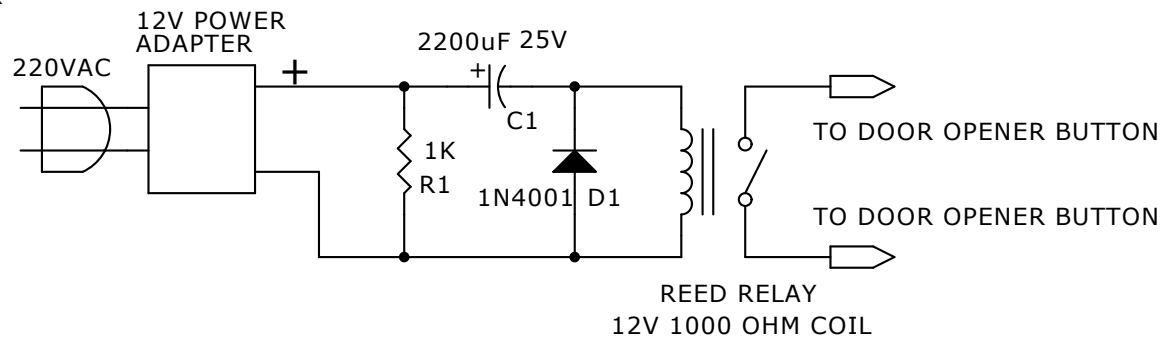 12V POWER
ADAPTER
220VAC
+
2200uF 25V
+
C1
1K
R1
1N4001 D1
TO DOOR OPENER BUTTON
TO DOOR OPENER BUTTON
REED RELAY
12V 1000 OHM COIL